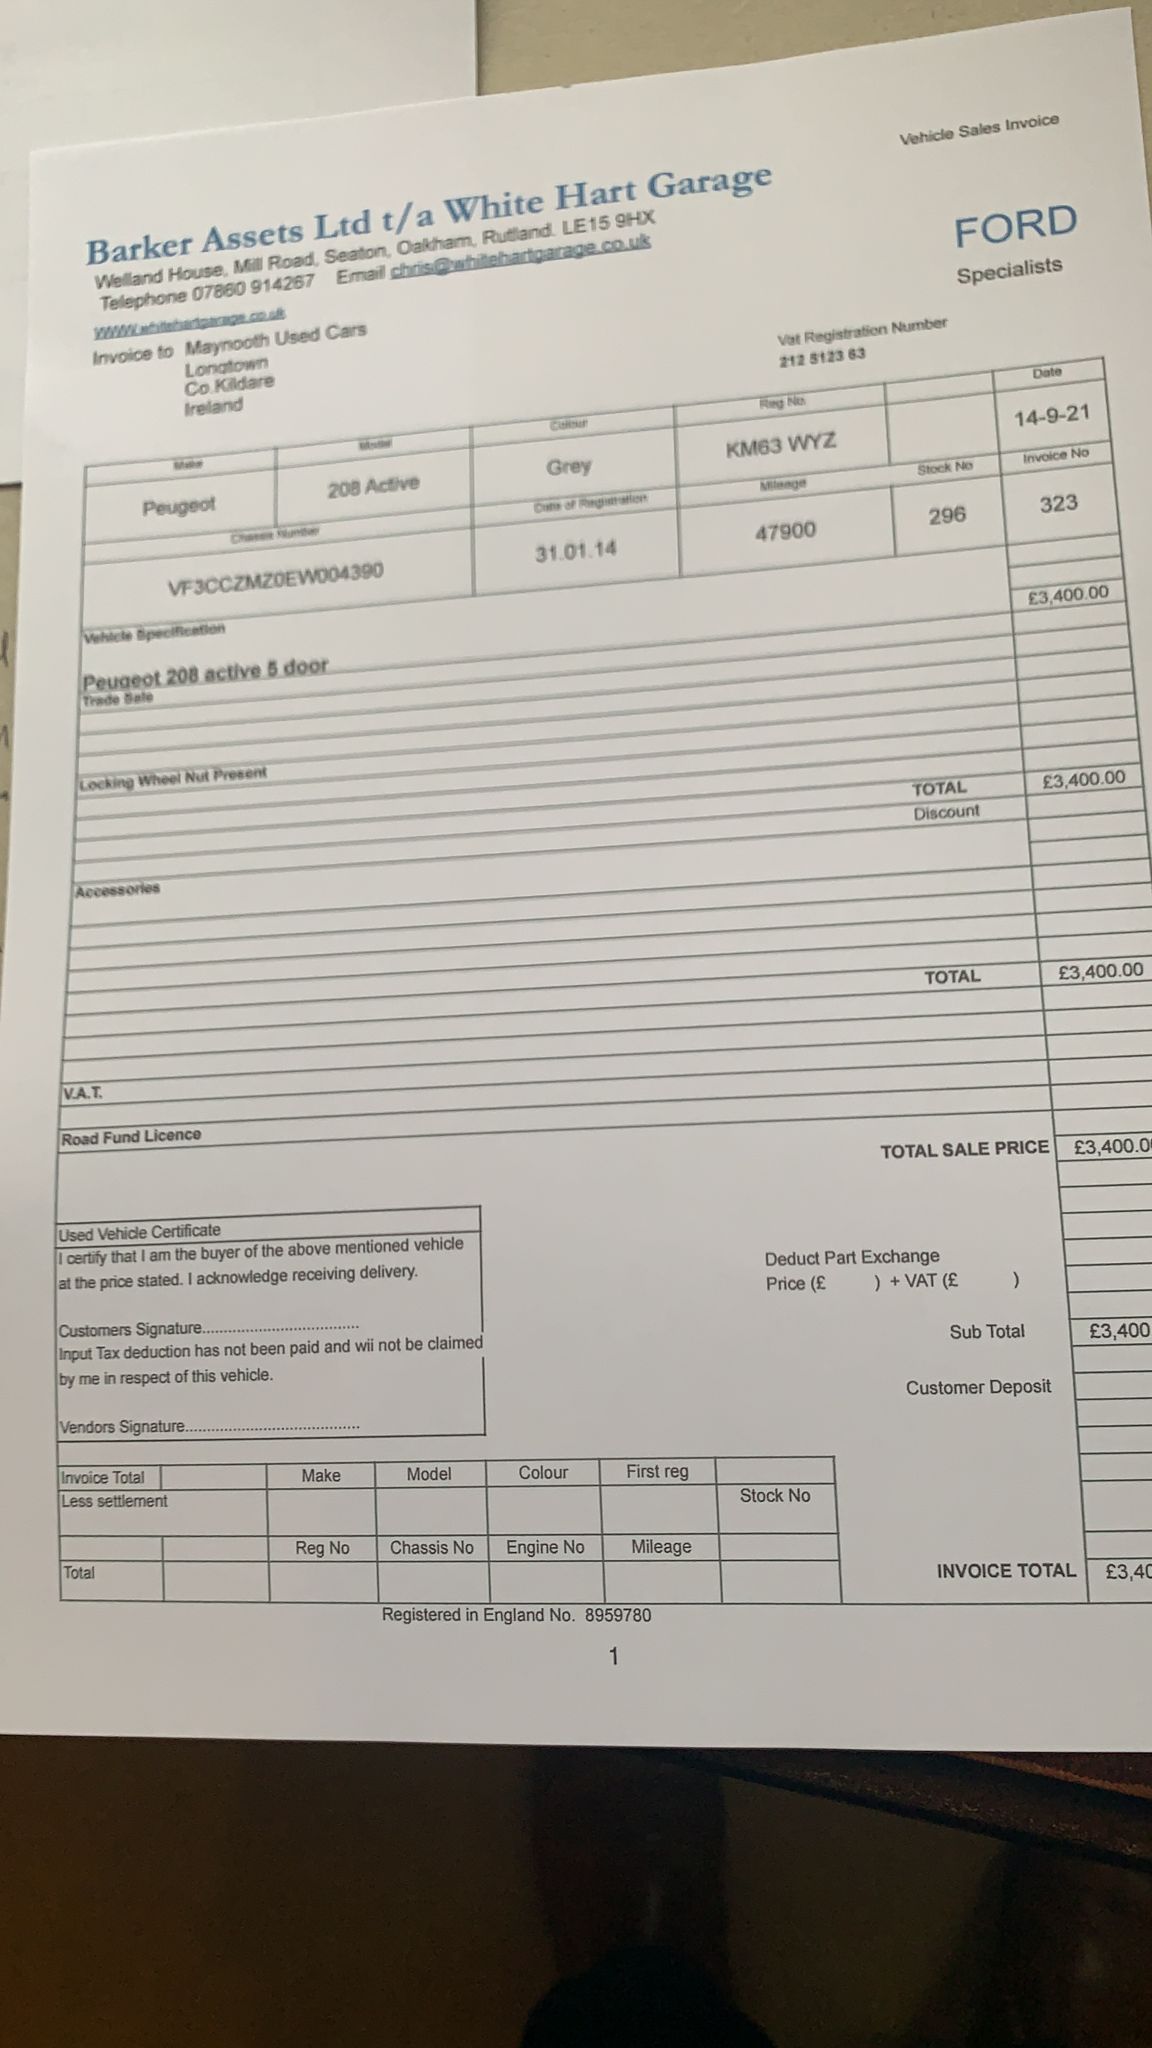 Vehicle Sales Invoice
Barker Assets Ltd t/a White Hart Garage
Welland House, Mill Road, Seaton, Oakham, Rutland. LE15 9HX
Telephone 07860 914267 Email chris@whitehartgarage.co.uk
www.whitehartgarage.co.uk
FORD
Specialists
Invoice to Maynooth Used Cars
Longtown
Co.Kildare
Ireland
Vat Registration Number
212 5123 63
Make Model Colour Reg No. Date
Peugeot 208 Active Grey KM63 WYZ 14-9-21
Chassis Number Date of Registration Mileage Stock No Invoice No
VF3CCZMZ0EW004390 31.01.14 47900 296 323
Vehicle Specification £3,400.00
Peugeot 208 active 5 door
Trade Sale
Locking Wheel Nut Present
TOTAL £3,400.00
Discount
Accessories
TOTAL £3,400.00
V.A.T.
Road Fund Licence
TOTAL SALE PRICE £3,400.0
Used Vehicle Certificate
I certify that I am the buyer of the above mentioned vehicle
at the price stated. I acknowledge receiving delivery.
Customers Signature....................................
Input Tax deduction has not been paid and wii not be claimed
by me in respect of this vehicle.
Vendors Signature........................................
Deduct Part Exchange
Price (£ ) + VAT (£ )
Sub Total £3,400
Customer Deposit
Invoice Total Make Model Colour First reg
Less settlement Stock No
Reg No Chassis No Engine No Mileage
Total
INVOICE TOTAL £3,40
Registered in England No. 8959780
1